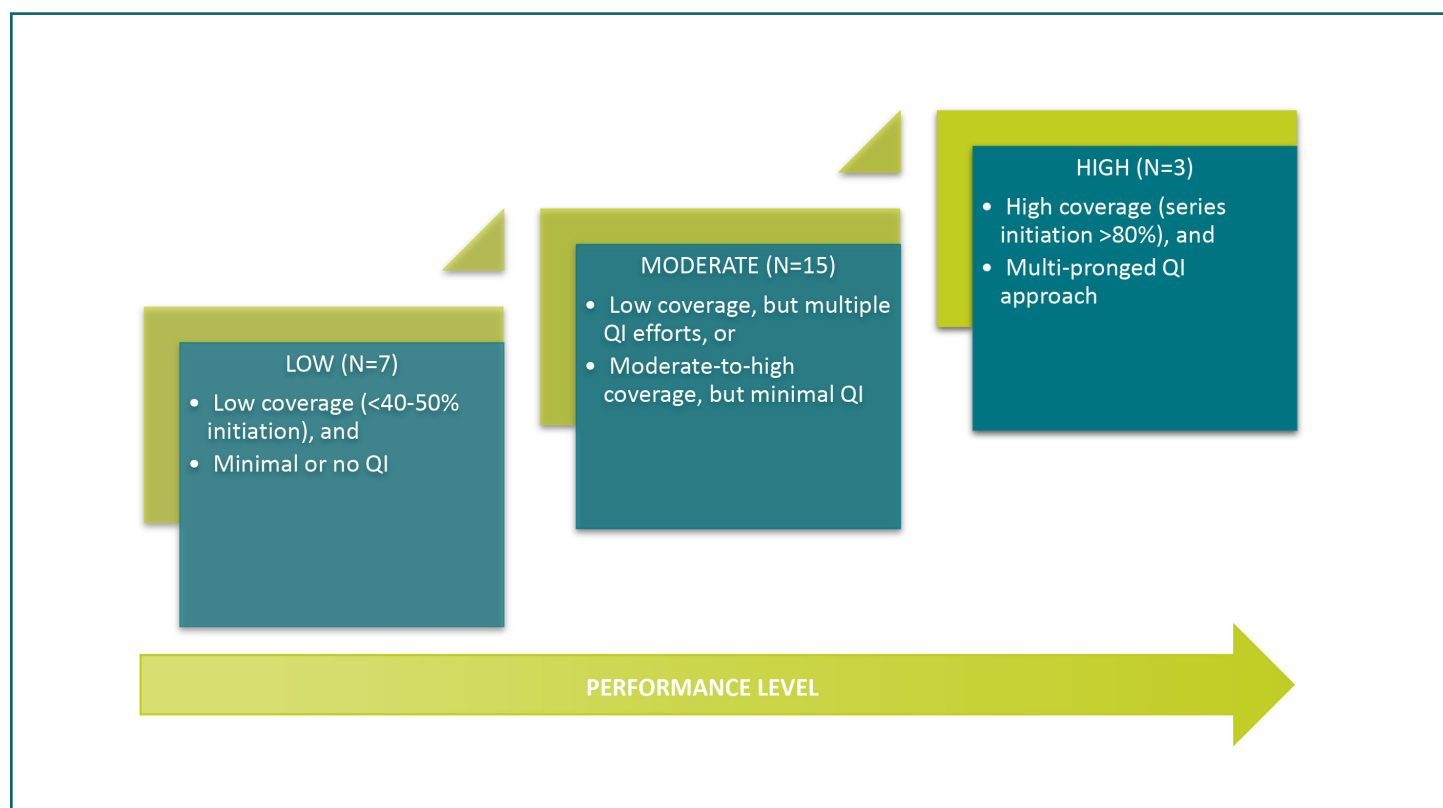 LOW (N=7)
• Low coverage (<40-50%
initiation), and
• Minimal or no QI
MODERATE (N=15)
• Low coverage, but multiple
QI efforts, or
• Moderate-to-high
coverage, but minimal QI
HIGH (N=3)
• High coverage (series
initiation >80%), and
• Multi-pronged QI
approach
PERFORMANCE LEVEL